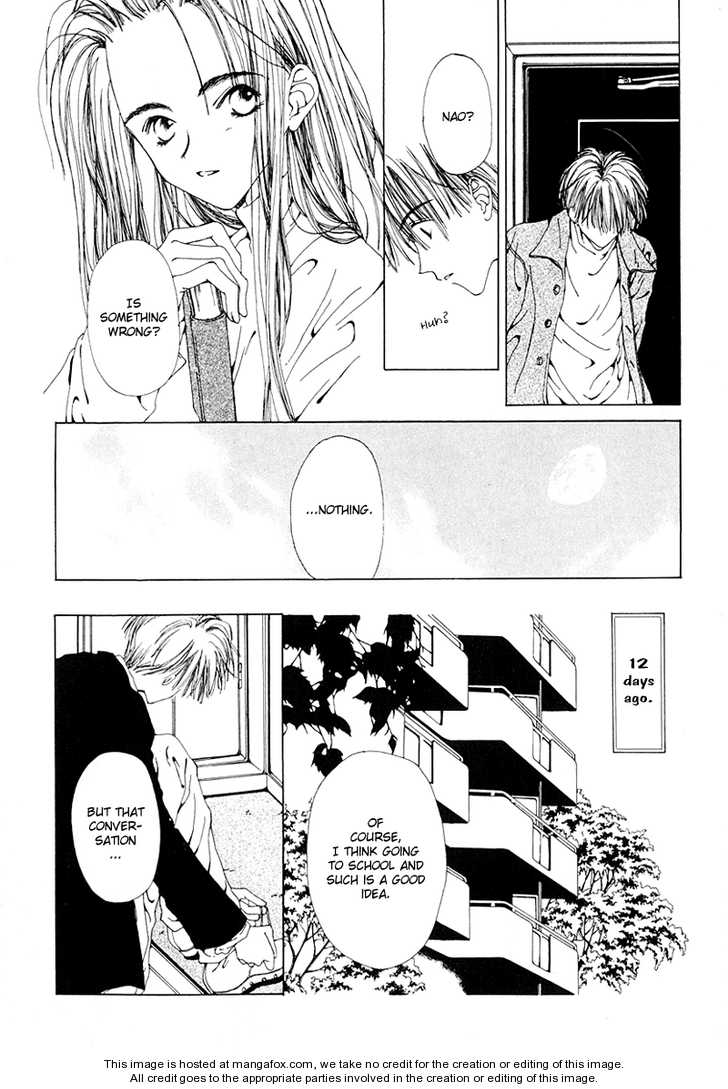 NAO?
Huh?
IS
SOMETHING
WRONG?
...NOTHING.
12
days
ago.
OF
COURSE,
I THINK GOING
TO SCHOOL AND
SUCH IS A GOOD
IDEA.
BUT THAT
CONVER-
SATION
...
This image is hosted at mangafox.com, we take no credit for the creation or editing of this image.
All credit goes to the appropriate parties involved in the creation or editing of this image.